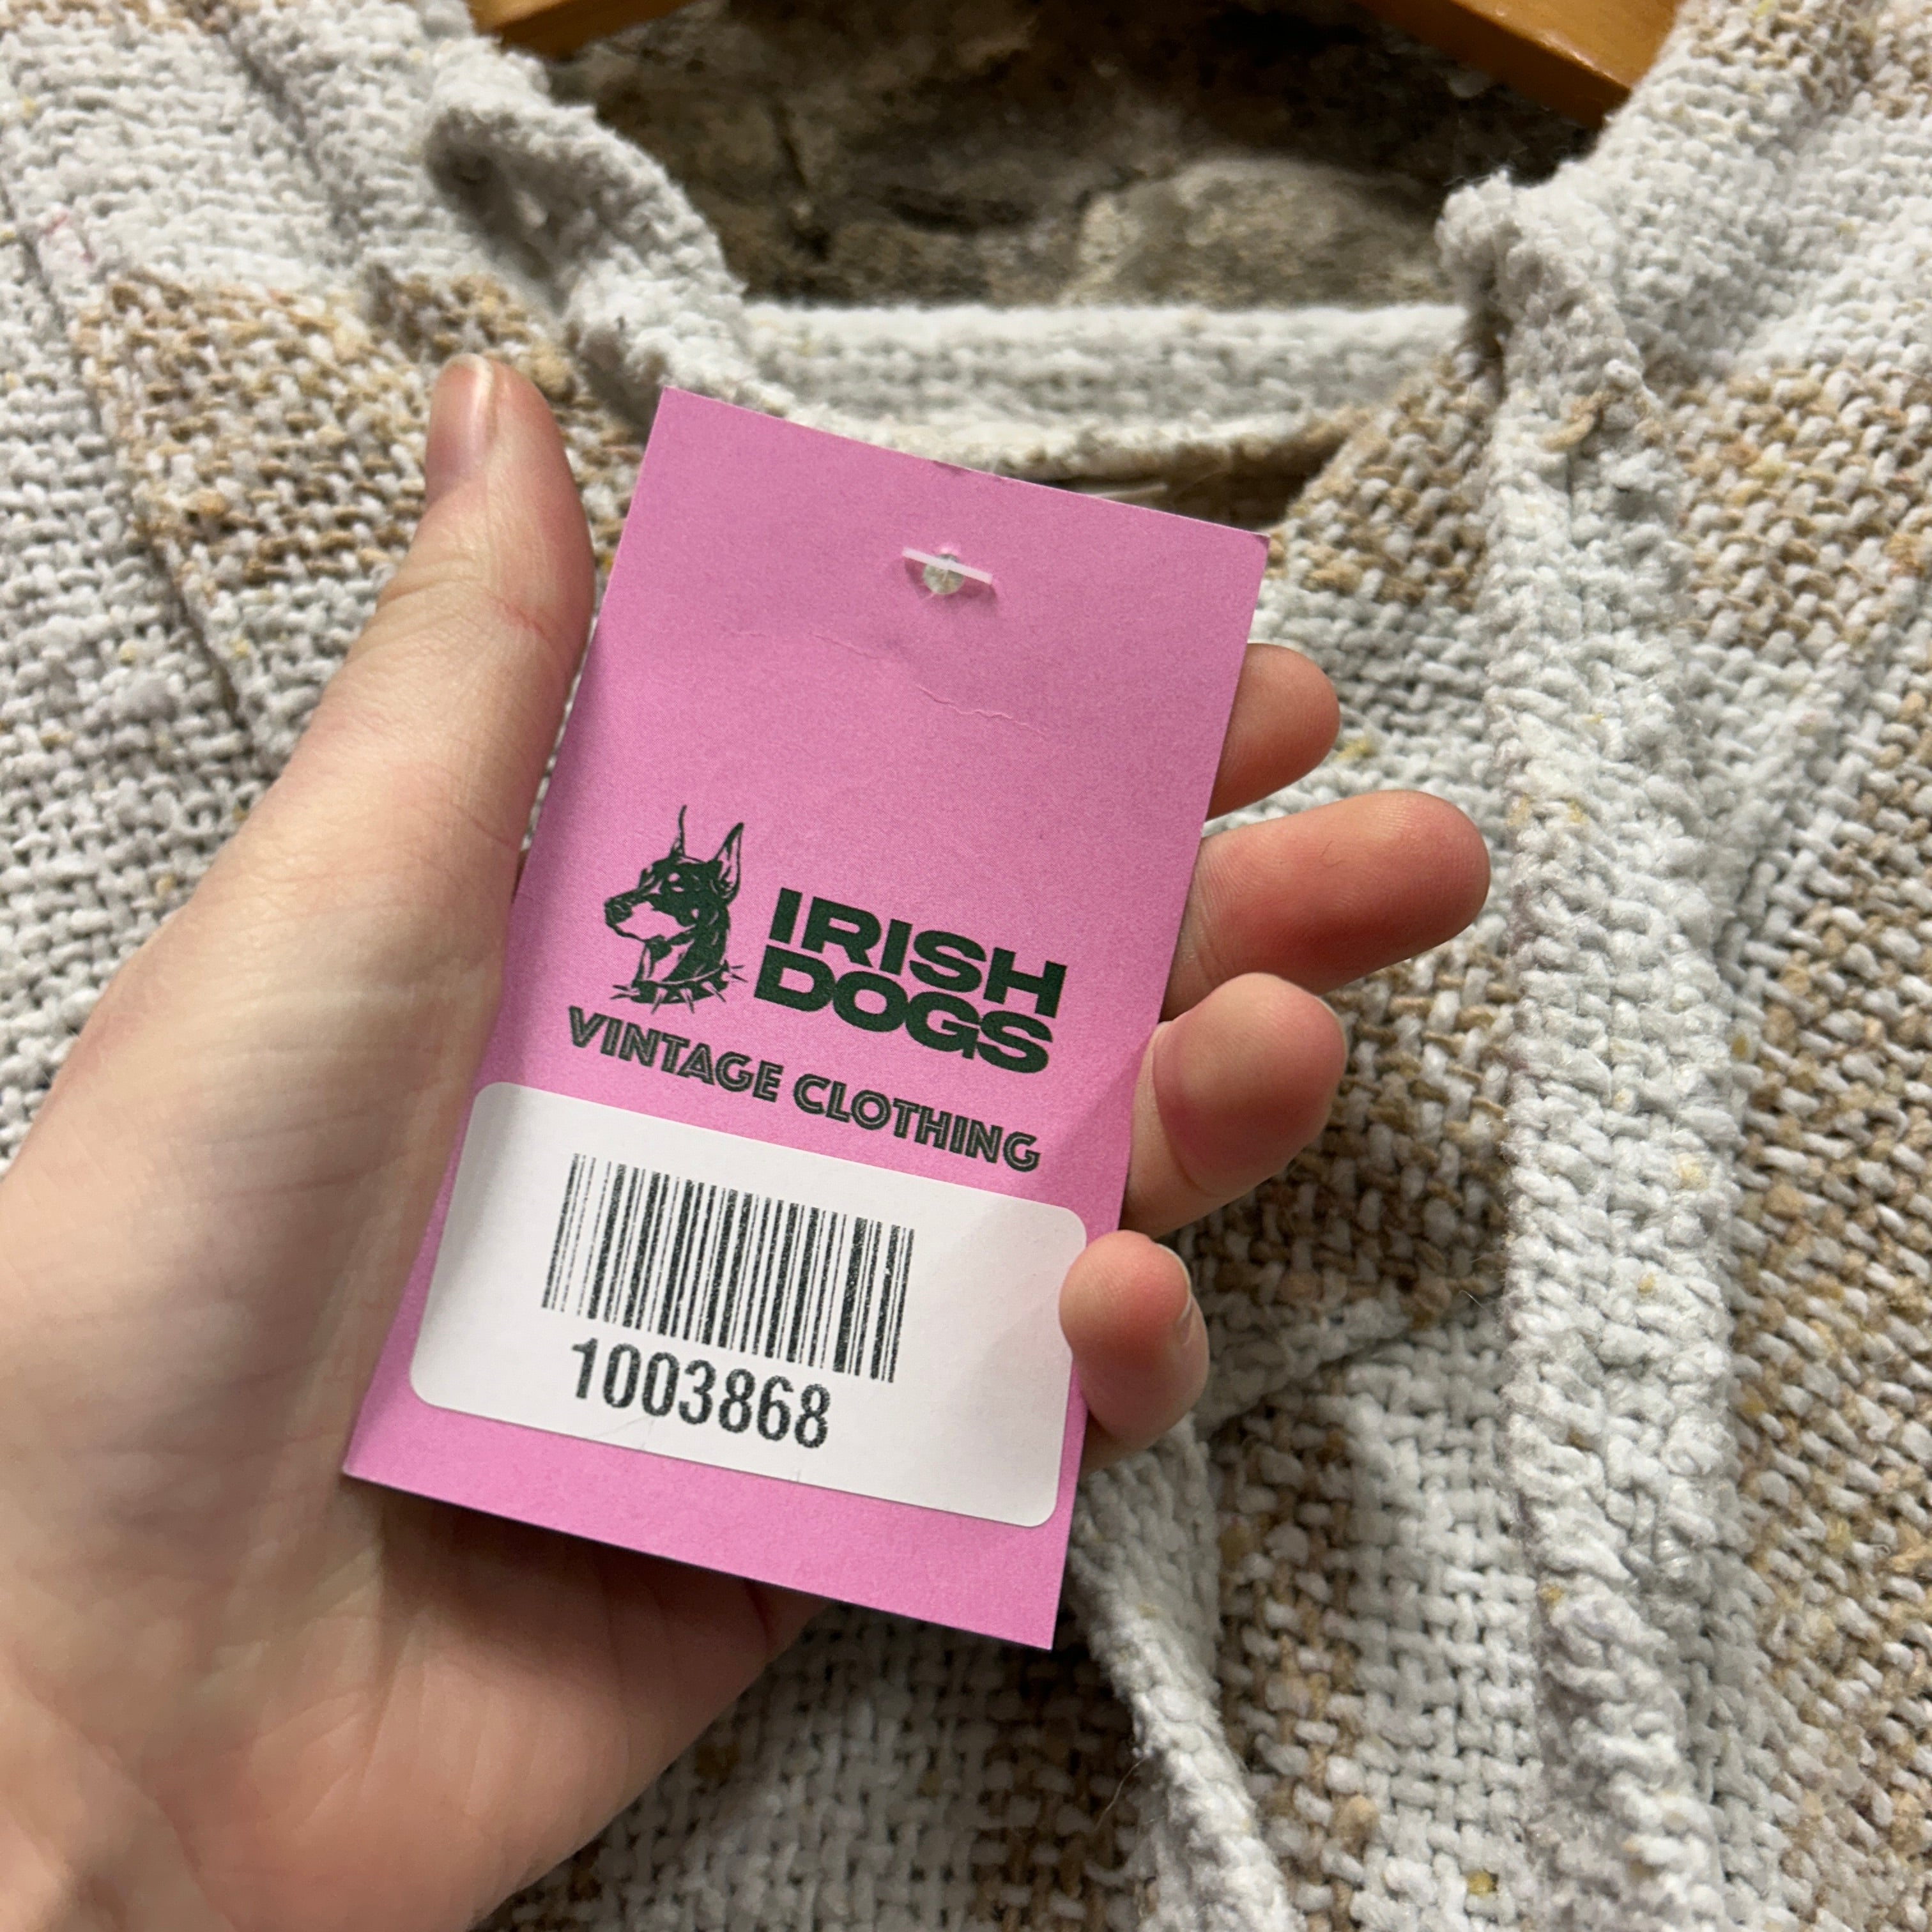 IRISH
DOGS
VINTAGE CLOTHING
1003868